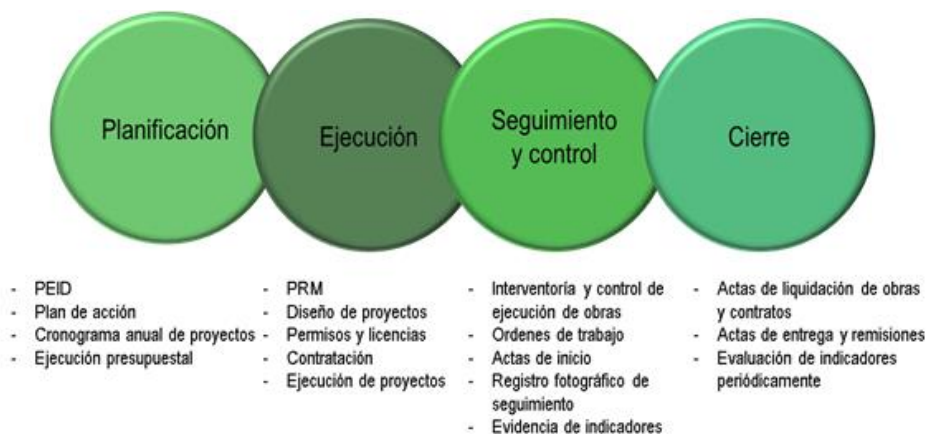 Planificación
Ejecución
Seguimiento
y control
Cierre
- PEID
- Plan de acción
- Cronograma anual de proyectos
- Ejecución presupuestal
- PRM
- Diseño de proyectos
- Permisos y licencias
- Contratación
- Ejecución de proyectos
- Interventoría y control de
ejecución de obras
- Ordenes de trabajo
- Actas de inicio
- Registro fotográfico de
seguimiento
- Evidencia de indicadores
- Actas de liquidación de obras
y contratos
- Actas de entrega y remisiones
- Evaluación de indicadores
periódicamente